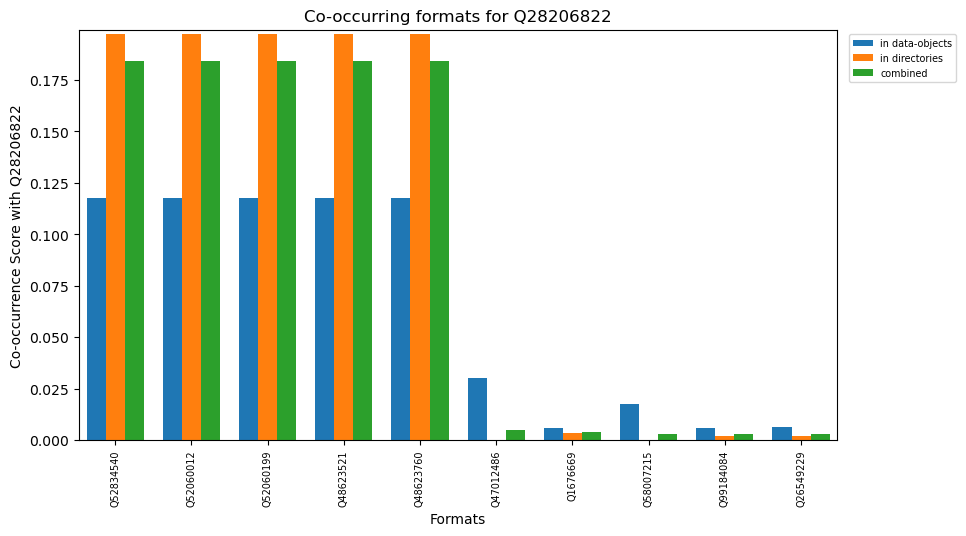 Co-occurring formats for Q28206822
Co-occurrence Score with Q28206822
0.175
0.150
0.125
0.100
0.075
0.050
0.025
0.000
Q52834540
Q52060012
Q52060199
Q48623521
Q48623760
Q47012486
Q1676669
Q58007215
Q99184084
Q26549229
Formats
in data-objects
in directories
combined